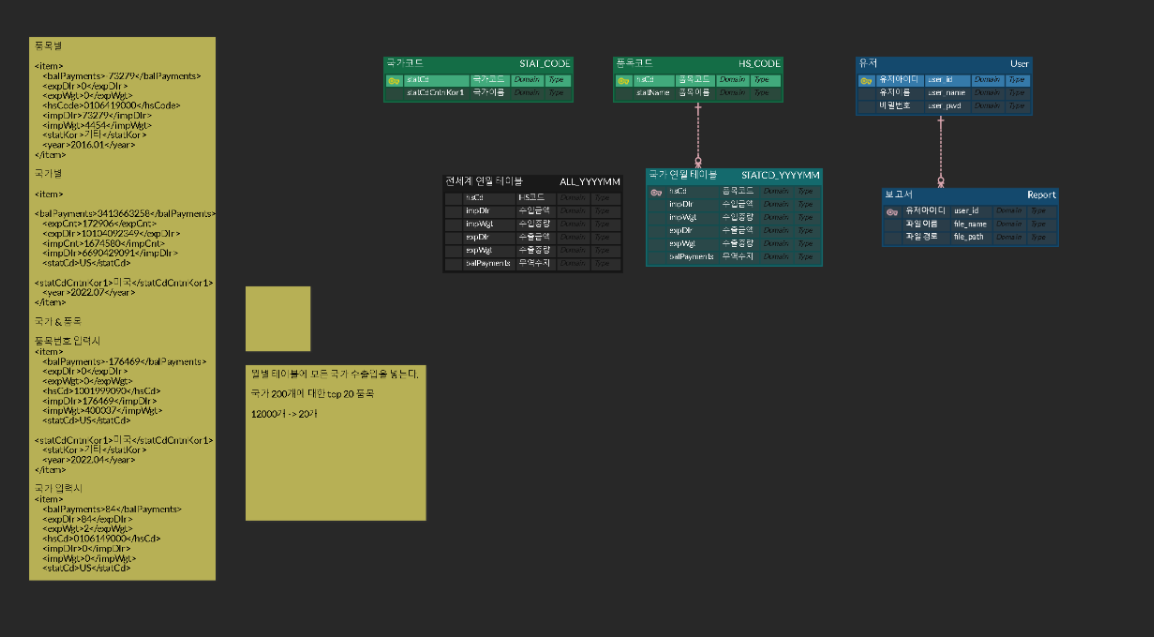 품목별
<item>
<balPayments>-73279</balPayments>
<expDlr>0</expDlr>
<expWgt>0</expWgt>
<hsCode>0106419000</hsCode>
<impDlr>73279</impDlr>
<impWgt>4454</impWgt>
<statKor>기타</statKor>
<year>2016.01</year>
</item>
국가별
<item>
<balPayments>3413663258</balPayments>
<expCnt>172906</expCnt>
<expDlr>10104092349</expDlr>
<impCnt>1674580</impCnt>
<impDlr>6690429091</impDlr>
<statCd>US</statCd>
<statCdCntnKor1>미국</statCdCntnKor1>
<year>2022.07</year>
</item>
국가 & 품목
품목번호 입력시
<item>
<balPayments>-176469</balPayments>
<expDlr>0</expDlr>
<expWgt>0</expWgt>
<hsCd>1001999090</hsCd>
<impDlr>176469</impDlr>
<impWgt>400037</impWgt>
<statCd>US</statCd>
<statCdCntnKor1>미국</statCdCntnKor1>
<statKor>기타</statKor>
<year>2022.04</year>
</item>
국가 입력시
<item>
<balPayments>84</balPayments>
<expDlr>84</expDlr>
<expWgt>2</expWgt>
<hsCd>0106149000</hsCd>
<impDlr>0</impDlr>
<impWgt>0</impWgt>
<statCd>US</statCd>
월별 테이블에 모든 국가 수출입을 넣는다.
국가 200개에 대한 top 20 품목
12000개 -> 20개
국가코드 STAT_CODE
statCd 국가코드 Domain Type
statCdCntnKor1 국가이름 Domain Type
품목코드 HS_CODE
hsCd 품목코드 Domain Type
statName 품목이름 Domain Type
유저 User
유저아이디 user_id Domain Type
유저이름 user_name Domain Type
비밀번호 user_pwd Domain Type
전세계 연월 테이블 ALL_YYYYMM
hsCd HS코드 Domain Type
impDlr 수입금액 Domain Type
impWgt 수입중량 Domain Type
expDlr 수출금액 Domain Type
expWgt 수출중량 Domain Type
balPayments 무역수지 Domain Type
국가 연월 테이블 STATCD_YYYYMM
hsCd 품목코드 Domain Type
impDlr 수입금액 Domain Type
impWgt 수입중량 Domain Type
expDlr 수출금액 Domain Type
expWgt 수출중량 Domain Type
balPayments 무역수지 Domain Type
보고서 Report
유저아이디 user_id Domain Type
파일이름 file_name Domain Type
파일경로 file_path Domain Type